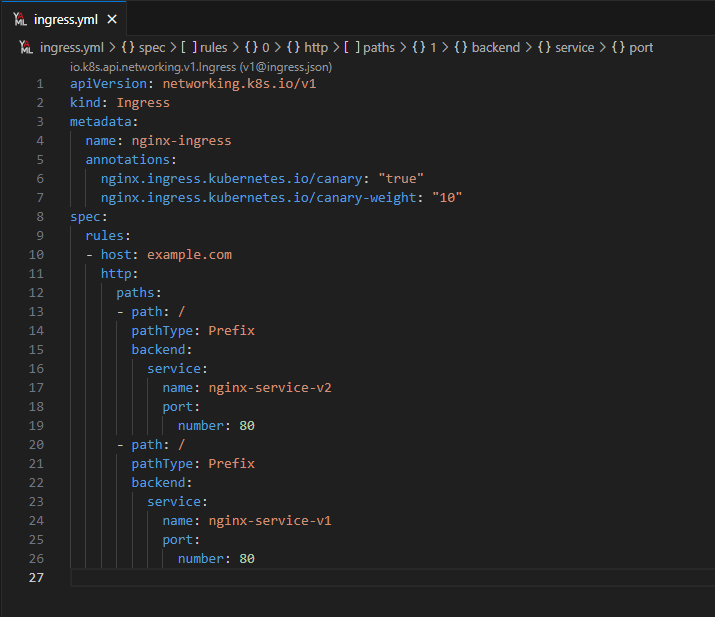 ingress.yml ×
ingress.yml > {} spec > [ ] rules > {} 0 > {} http > [ ] paths > {} 1 > {} backend > {} service > {} port
io.k8s.api.networking.v1.Ingress (v1@ingress.json)
1 apiVersion: networking.k8s.io/v1
2 kind: Ingress
3 metadata:
4   name: nginx-ingress
5   annotations:
6     nginx.ingress.kubernetes.io/canary: "true"
7     nginx.ingress.kubernetes.io/canary-weight: "10"
8 spec:
9   rules:
10   - host: example.com
11     http:
12       paths:
13       - path: /
14         pathType: Prefix
15         backend:
16           service:
17             name: nginx-service-v2
18             port:
19               number: 80
20       - path: /
21         pathType: Prefix
22         backend:
23           service:
24             name: nginx-service-v1
25             port:
26               number: 80
27